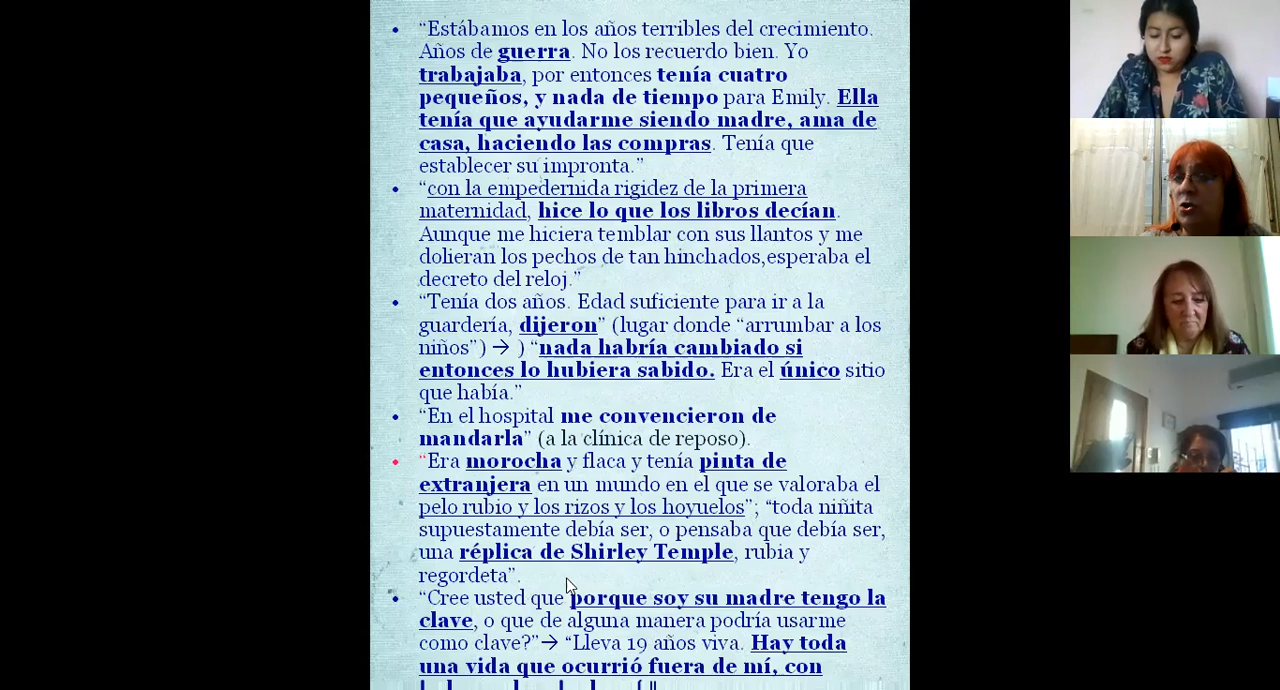 “Estábamos en los años terribles del crecimiento.
Años de guerra. No los recuerdo bien. Yo
trabajaba, por entonces tenía cuatro
pequeños, y nada de tiempo para Emily. Ella
tenía que ayudarme siendo madre, ama de
casa, haciendo las compras. Tenía que
establecer su impronta.”
“con la empedernida rigidez de la primera
maternidad, hice lo que los libros decían.
Aunque me hiciera temblar con sus llantos y me
dolieran los pechos de tan hinchados,esperaba el
decreto del reloj.”
“Tenía dos años. Edad suficiente para ir a la
guardería, dijeron” (lugar donde “arrumbar a los
niños”) → ) “nada habría cambiado si
entonces lo hubiera sabido. Era el único sitio
que había.”
“En el hospital me convencieron de
mandarla” (a la clínica de reposo).
“Era morocha y flaca y tenía pinta de
extranjera en un mundo en el que se valoraba el
pelo rubio y los rizos y los hoyuelos”; “toda niñita
supuestamente debía ser, o pensaba que debía ser,
una réplica de Shirley Temple, rubia y
regordeta”.
“Cree usted que porque soy su madre tengo la
clave, o que de alguna manera podría usarme
como clave?”→ “Lleva 19 años viva. Hay toda
una vida que ocurrió fuera de mí, con